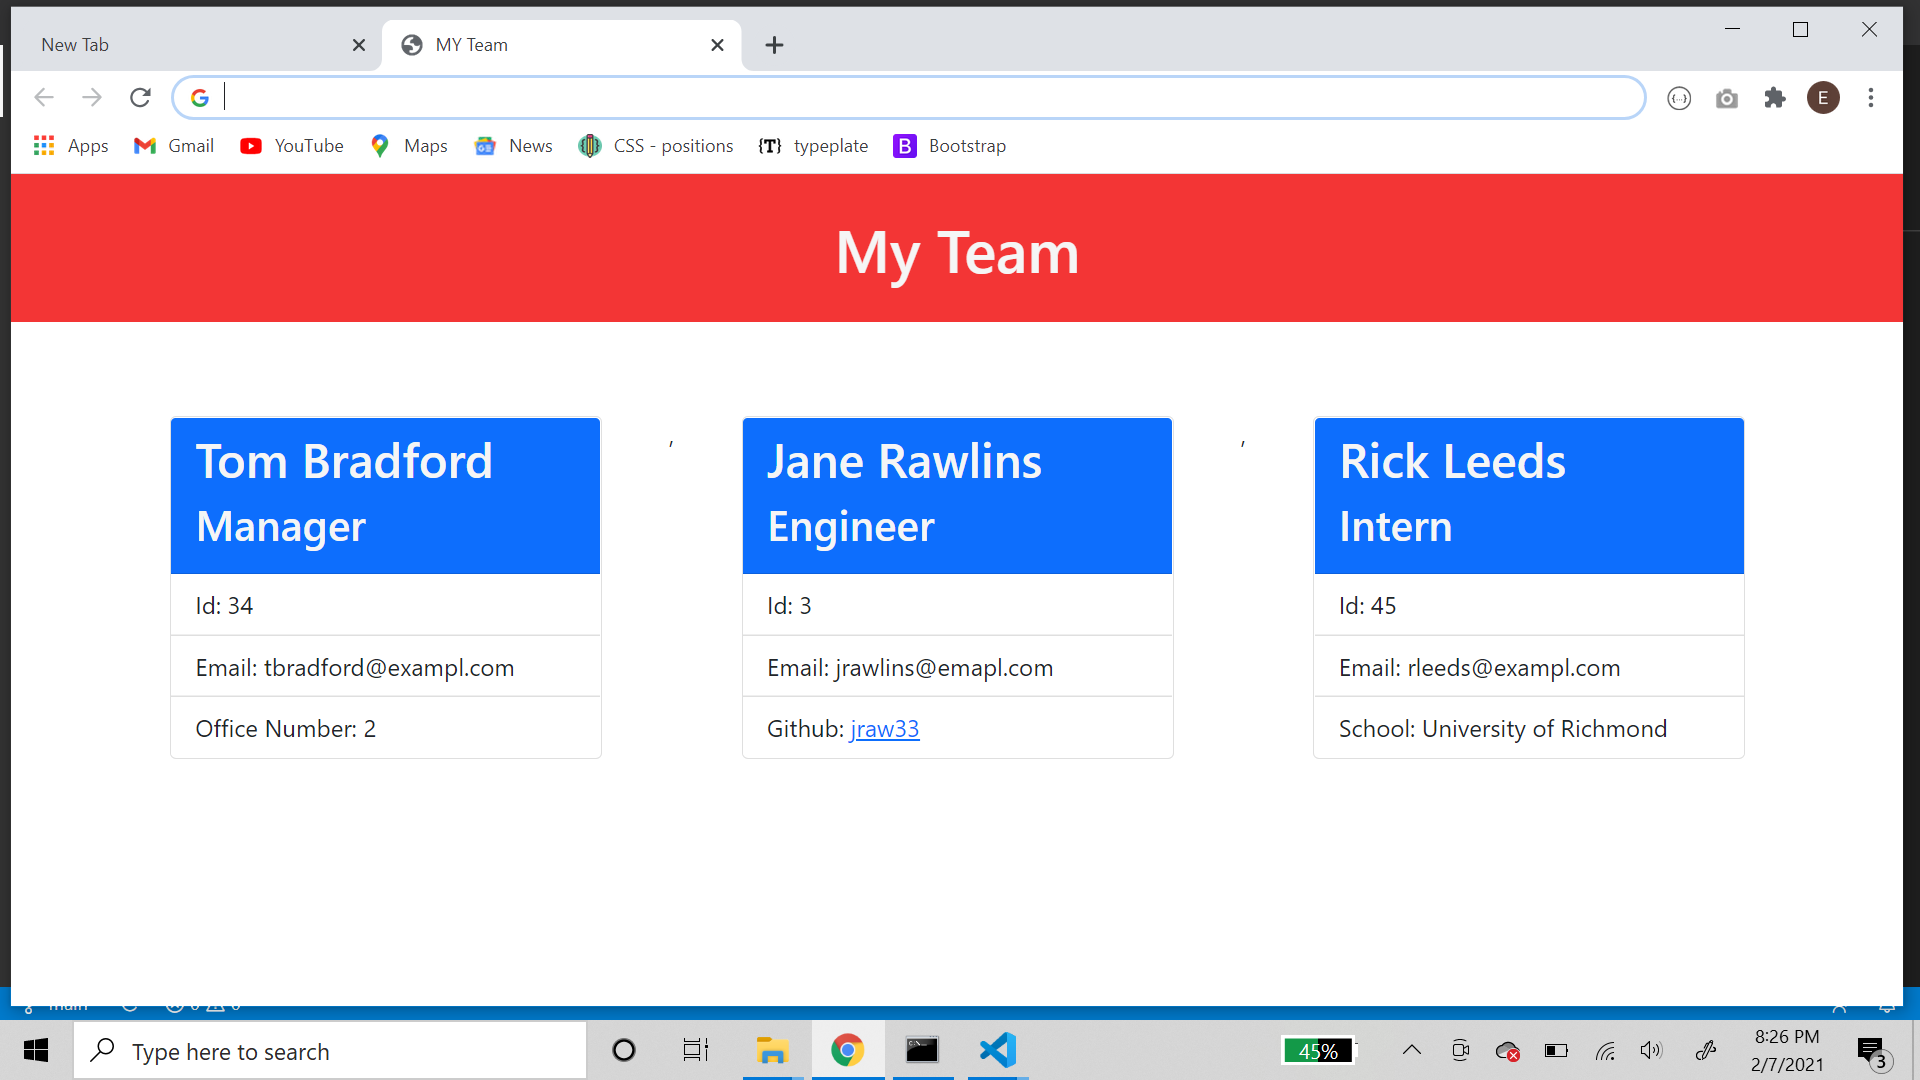 New Tab
MY Team
E
Apps
Gmail
YouTube
Maps
News
CSS - positions
{T}
typeplate
B
Bootstrap
My Team
Tom Bradford
Manager
Id: 34
Email: tbradford@exampl.com
Office Number: 2
,
Jane Rawlins
Engineer
Id: 3
Email: jrawlins@emapl.com
Github: jraw33
,
Rick Leeds
Intern
Id: 45
Email: rleeds@exampl.com
School: University of Richmond
main
Type here to search
45%
8:26 PM
2/7/2021
3